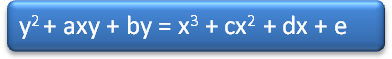 y² + axy + by = x³ + cx² + dx + e